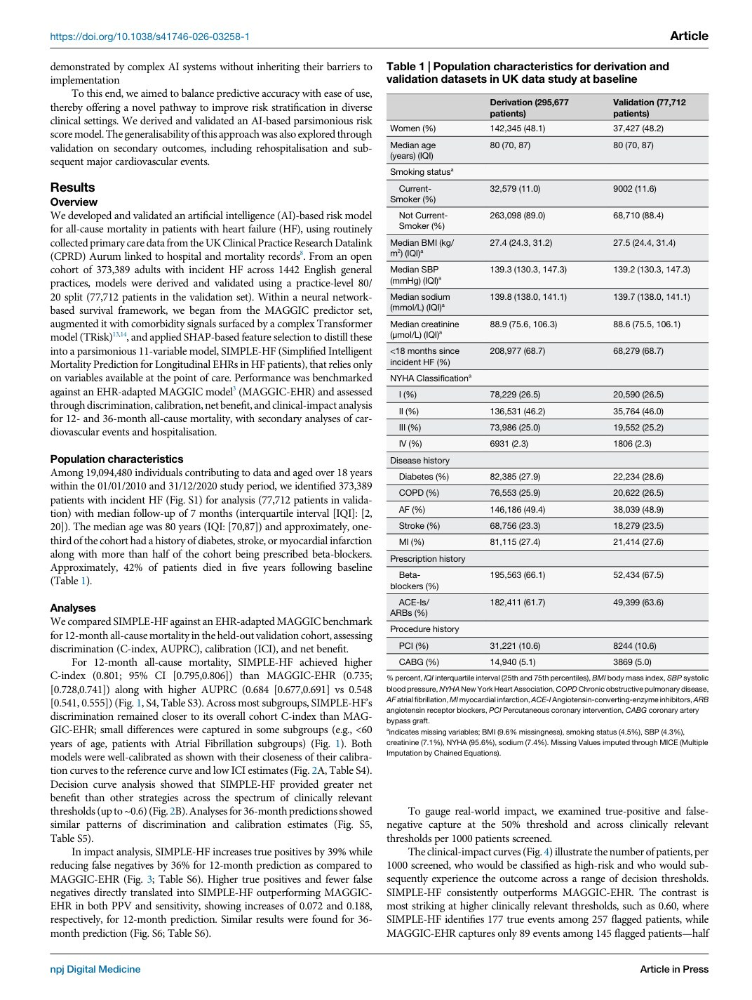 https://doi.org/10.1038/s41746-026-03258-1
Article
demonstrated by complex AI systems without inheriting their barriers to
implementation
To this end, we aimed to balance predictive accuracy with ease of use,
thereby offering a novel pathway to improve risk stratification in diverse
clinical settings. We derived and validated an AI-based parsimonious risk
score model. The generalisability of this approach was also explored through
validation on secondary outcomes, including rehospitalisation and sub-
sequent major cardiovascular events.
Results
Overview
We developed and validated an artificial intelligence (AI)-based risk model
for all-cause mortality in patients with heart failure (HF), using routinely
collected primary care data from the UK Clinical Practice Research Datalink
(CPRD) Aurum linked to hospital and mortality records8. From an open
cohort of 373,389 adults with incident HF across 1442 English general
practices, models were derived and validated using a practice-level 80/
20 split (77,712 patients in the validation set). Within a neural network-
based survival framework, we began from the MAGGIC predictor set,
augmented it with comorbidity signals surfaced by a complex Transformer
model (TRisk)13,14, and applied SHAP-based feature selection to distill these
into a parsimonious 11-variable model, SIMPLE-HF (Simplified Intelligent
Mortality Prediction for Longitudinal EHRs in HF patients), that relies only
on variables available at the point of care. Performance was benchmarked
against an EHR-adapted MAGGIC model3 (MAGGIC-EHR) and assessed
through discrimination, calibration, net benefit, and clinical-impact analysis
for 12- and 36-month all-cause mortality, with secondary analyses of car-
diovascular events and hospitalisation.
Population characteristics
Among 19,094,480 individuals contributing to data and aged over 18 years
within the 01/01/2010 and 31/12/2020 study period, we identified 373,389
patients with incident HF (Fig. S1) for analysis (77,712 patients in valida-
tion) with median follow-up of 7 months (interquartile interval [IQI]: [2,
20]). The median age was 80 years (IQI: [70,87]) and approximately, one-
third of the cohort had a history of diabetes, stroke, or myocardial infarction
along with more than half of the cohort being prescribed beta-blockers.
Approximately, 42% of patients died in five years following baseline
(Table 1).
Analyses
We compared SIMPLE-HF against an EHR-adapted MAGGIC benchmark
for 12-month all-cause mortality in the held-out validation cohort, assessing
discrimination (C-index, AUPRC), calibration (ICI), and net benefit.
For 12-month all-cause mortality, SIMPLE-HF achieved higher
C-index (0.801; 95% CI [0.795,0.806]) than MAGGIC-EHR (0.735;
[0.728,0.741]) along with higher AUPRC (0.684 [0.677,0.691] vs 0.548
[0.541, 0.555]) (Fig. 1, S4, Table S3). Across most subgroups, SIMPLE-HF's
discrimination remained closer to its overall cohort C-index than MAG-
GIC-EHR; small differences were captured in some subgroups (e.g., <60
years of age, patients with Atrial Fibrillation subgroups) (Fig. 1). Both
models were well-calibrated as shown with their closeness of their calibra-
tion curves to the reference curve and low ICI estimates (Fig. 2A, Table S4).
Decision curve analysis showed that SIMPLE-HF provided greater net
benefit than other strategies across the spectrum of clinically relevant
thresholds (up to ~0.6) (Fig. 2B). Analyses for 36-month predictions showed
similar patterns of discrimination and calibration estimates (Fig. S5,
Table S5).
In impact analysis, SIMPLE-HF increases true positives by 39% while
reducing false negatives by 36% for 12-month prediction as compared to
MAGGIC-EHR (Fig. 3; Table S6). Higher true positives and fewer false
negatives directly translated into SIMPLE-HF outperforming MAGGIC-
EHR in both PPV and sensitivity, showing increases of 0.072 and 0.188,
respectively, for 12-month prediction. Similar results were found for 36-
month prediction (Fig. S6; Table S6).
Table 1 | Population characteristics for derivation and
validation datasets in UK data study at baseline
Derivation (295,677 patients) Validation (77,712 patients)
Women (%) 142,345 (48.1) 37,427 (48.2)
Median age (years) (IQI) 80 (70, 87) 80 (70, 87)
Smoking statusa
Current-Smoker (%) 32,579 (11.0) 9002 (11.6)
Not Current-Smoker (%) 263,098 (89.0) 68,710 (88.4)
Median BMI (kg/m2) (IQI)a 27.4 (24.3, 31.2) 27.5 (24.4, 31.4)
Median SBP (mmHg) (IQI)a 139.3 (130.3, 147.3) 139.2 (130.3, 147.3)
Median sodium (mmol/L) (IQI)a 139.8 (138.0, 141.1) 139.7 (138.0, 141.1)
Median creatinine (µmol/L) (IQI)a 88.9 (75.6, 106.3) 88.6 (75.5, 106.1)
<18 months since incident HF (%) 208,977 (68.7) 68,279 (68.7)
NYHA Classificationa
I (%) 78,229 (26.5) 20,590 (26.5)
II (%) 136,531 (46.2) 35,764 (46.0)
III (%) 73,986 (25.0) 19,552 (25.2)
IV (%) 6931 (2.3) 1806 (2.3)
Disease history
Diabetes (%) 82,385 (27.9) 22,234 (28.6)
COPD (%) 76,553 (25.9) 20,622 (26.5)
AF (%) 146,186 (49.4) 38,039 (48.9)
Stroke (%) 68,756 (23.3) 18,279 (23.5)
MI (%) 81,115 (27.4) 21,414 (27.6)
Prescription history
Beta-blockers (%) 195,563 (66.1) 52,434 (67.5)
ACE-Is/ARBs (%) 182,411 (61.7) 49,399 (63.6)
Procedure history
PCI (%) 31,221 (10.6) 8244 (10.6)
CABG (%) 14,940 (5.1) 3869 (5.0)
% percent, IQI interquartile interval (25th and 75th percentiles), BMI body mass index, SBP systolic
blood pressure, NYHA New York Heart Association, COPD Chronic obstructive pulmonary disease,
AF atrial fibrillation, MI myocardial infarction, ACE-I Angiotensin-converting-enzyme inhibitors, ARB
angiotensin receptor blockers, PCI Percutaneous coronary intervention, CABG coronary artery
bypass graft.
aindicates missing variables; BMI (9.6% missingness), smoking status (4.5%), SBP (4.3%),
creatinine (7.1%), NYHA (95.6%), sodium (7.4%). Missing Values imputed through MICE (Multiple
Imputation by Chained Equations).
To gauge real-world impact, we examined true-positive and false-
negative capture at the 50% threshold and across clinically relevant
thresholds per 1000 patients screened.
The clinical-impact curves (Fig. 4) illustrate the number of patients, per
1000 screened, who would be classified as high-risk and who would sub-
sequently experience the outcome across a range of decision thresholds.
SIMPLE-HF consistently outperforms MAGGIC-EHR. The contrast is
most striking at higher clinically relevant thresholds, such as 0.60, where
SIMPLE-HF identifies 177 true events among 257 flagged patients, while
MAGGIC-EHR captures only 89 events among 145 flagged patients—half
npj Digital Medicine
Article in Press